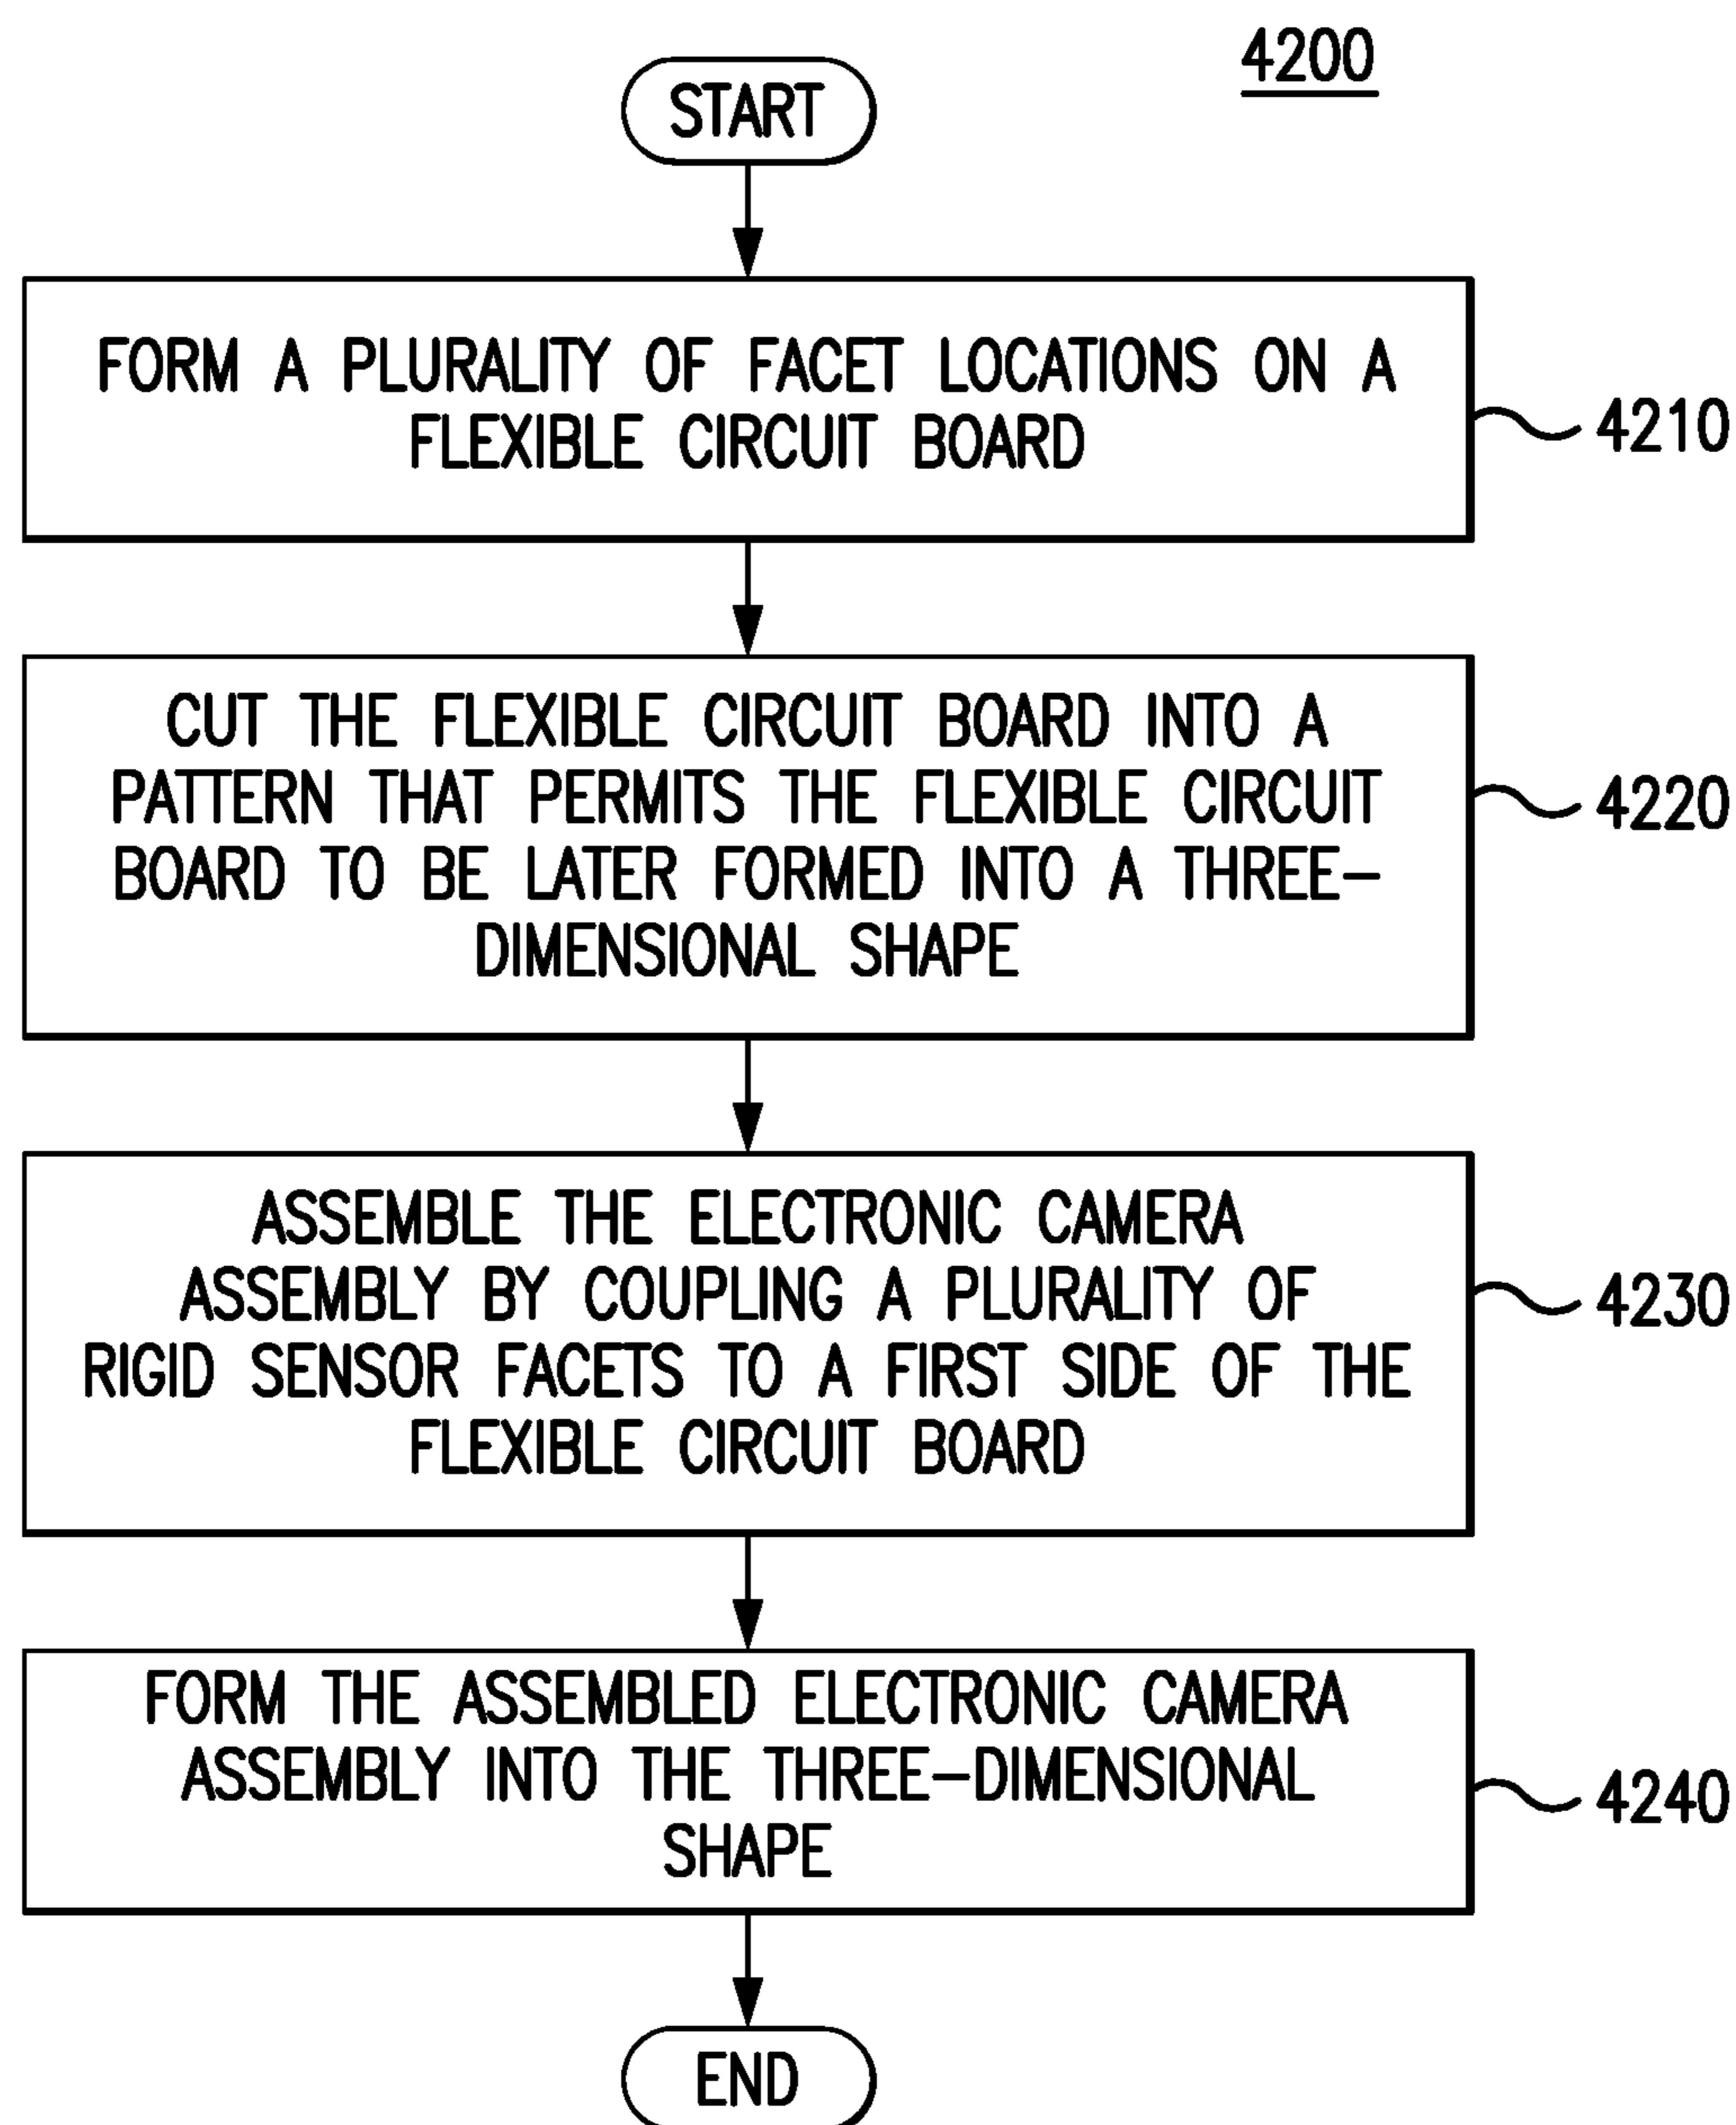 4200
START
FORM A PLURALITY OF FACET LOCATIONS ON A
FLEXIBLE CIRCUIT BOARD
4210
CUT THE FLEXIBLE CIRCUIT BOARD INTO A
PATTERN THAT PERMITS THE FLEXIBLE CIRCUIT
BOARD TO BE LATER FORMED INTO A THREE-
DIMENSIONAL SHAPE
4220
ASSEMBLE THE ELECTRONIC CAMERA
ASSEMBLY BY COUPLING A PLURALITY OF
RIGID SENSOR FACETS TO A FIRST SIDE OF THE
FLEXIBLE CIRCUIT BOARD
4230
FORM THE ASSEMBLED ELECTRONIC CAMERA
ASSEMBLY INTO THE THREE-DIMENSIONAL
SHAPE
4240
END